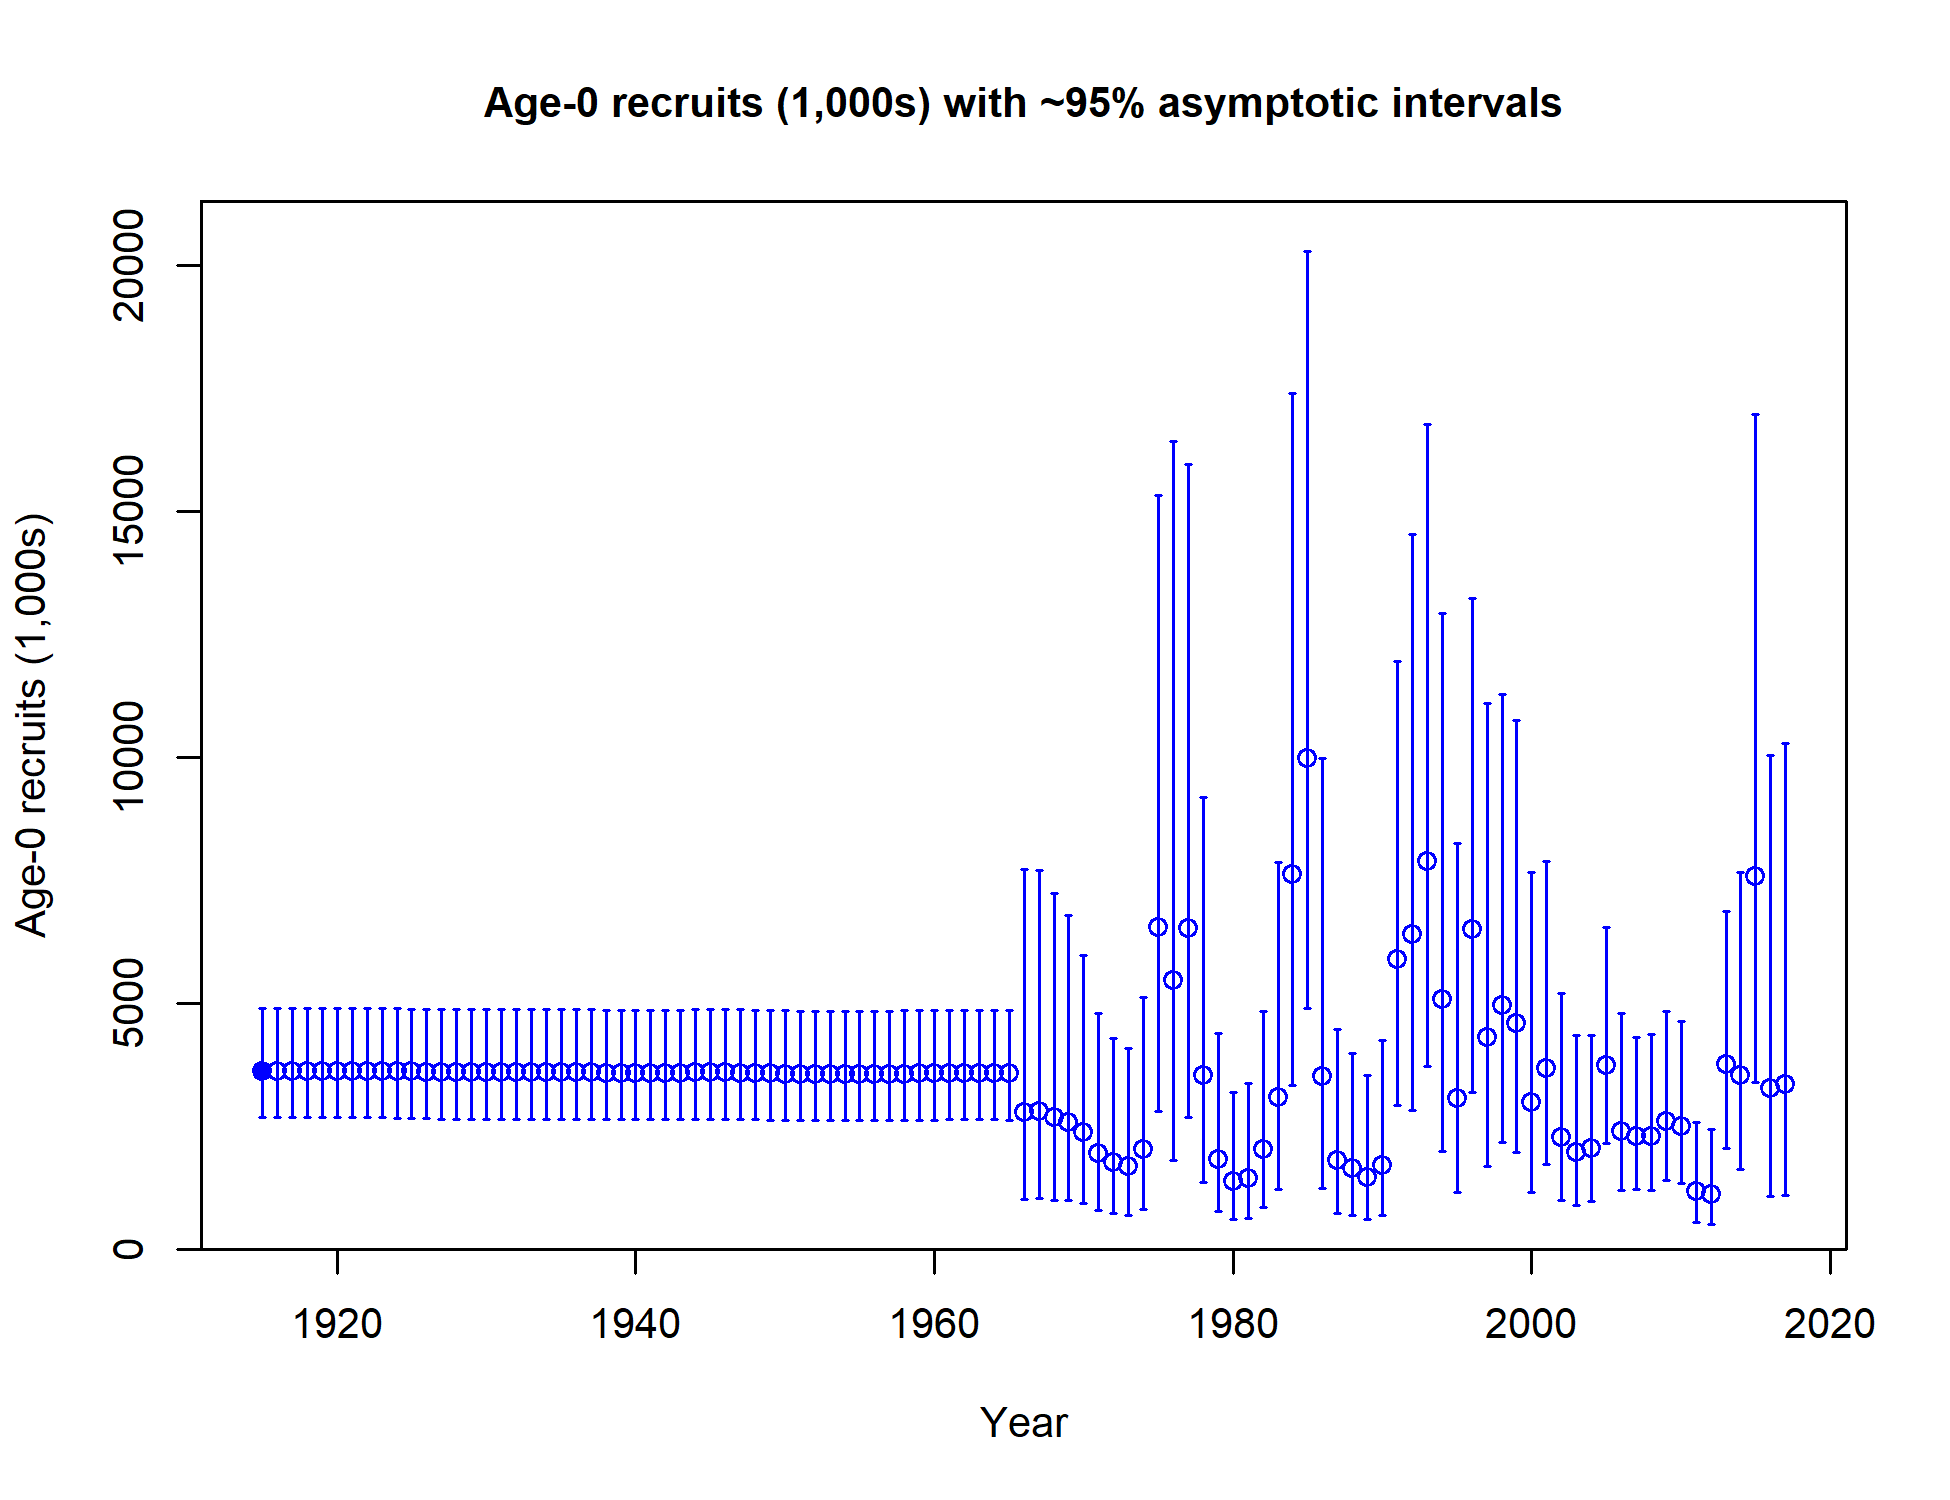 Age-0 recruits (1,000s) with ~95% asymptotic intervals
Age-0 recruits (1,000s)
20000
15000
10000
5000
0
1920 1940 1960 1980 2000 2020
Year